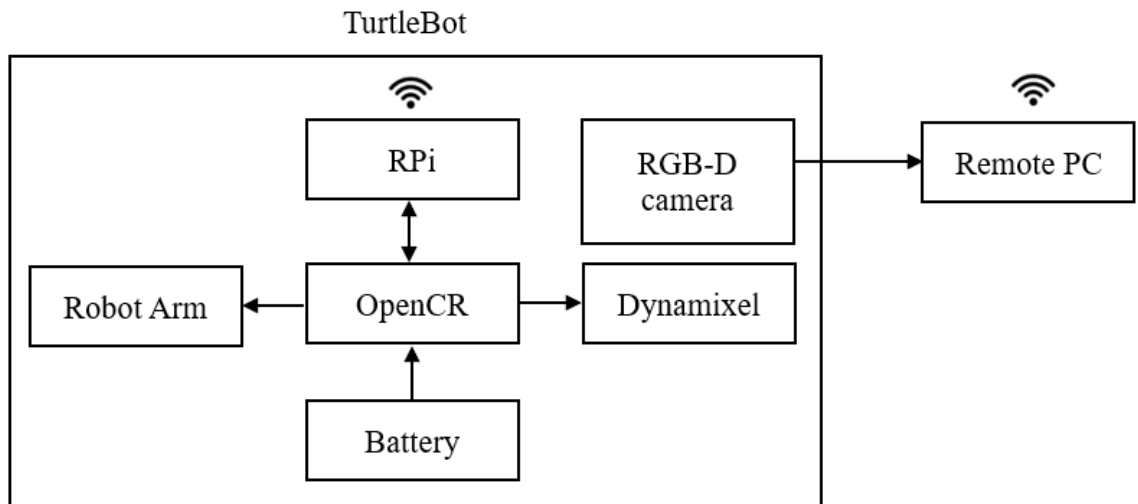 TurtleBot
RPi
RGB-D
camera
Remote PC
Robot Arm
OpenCR
Dynamixel
Battery